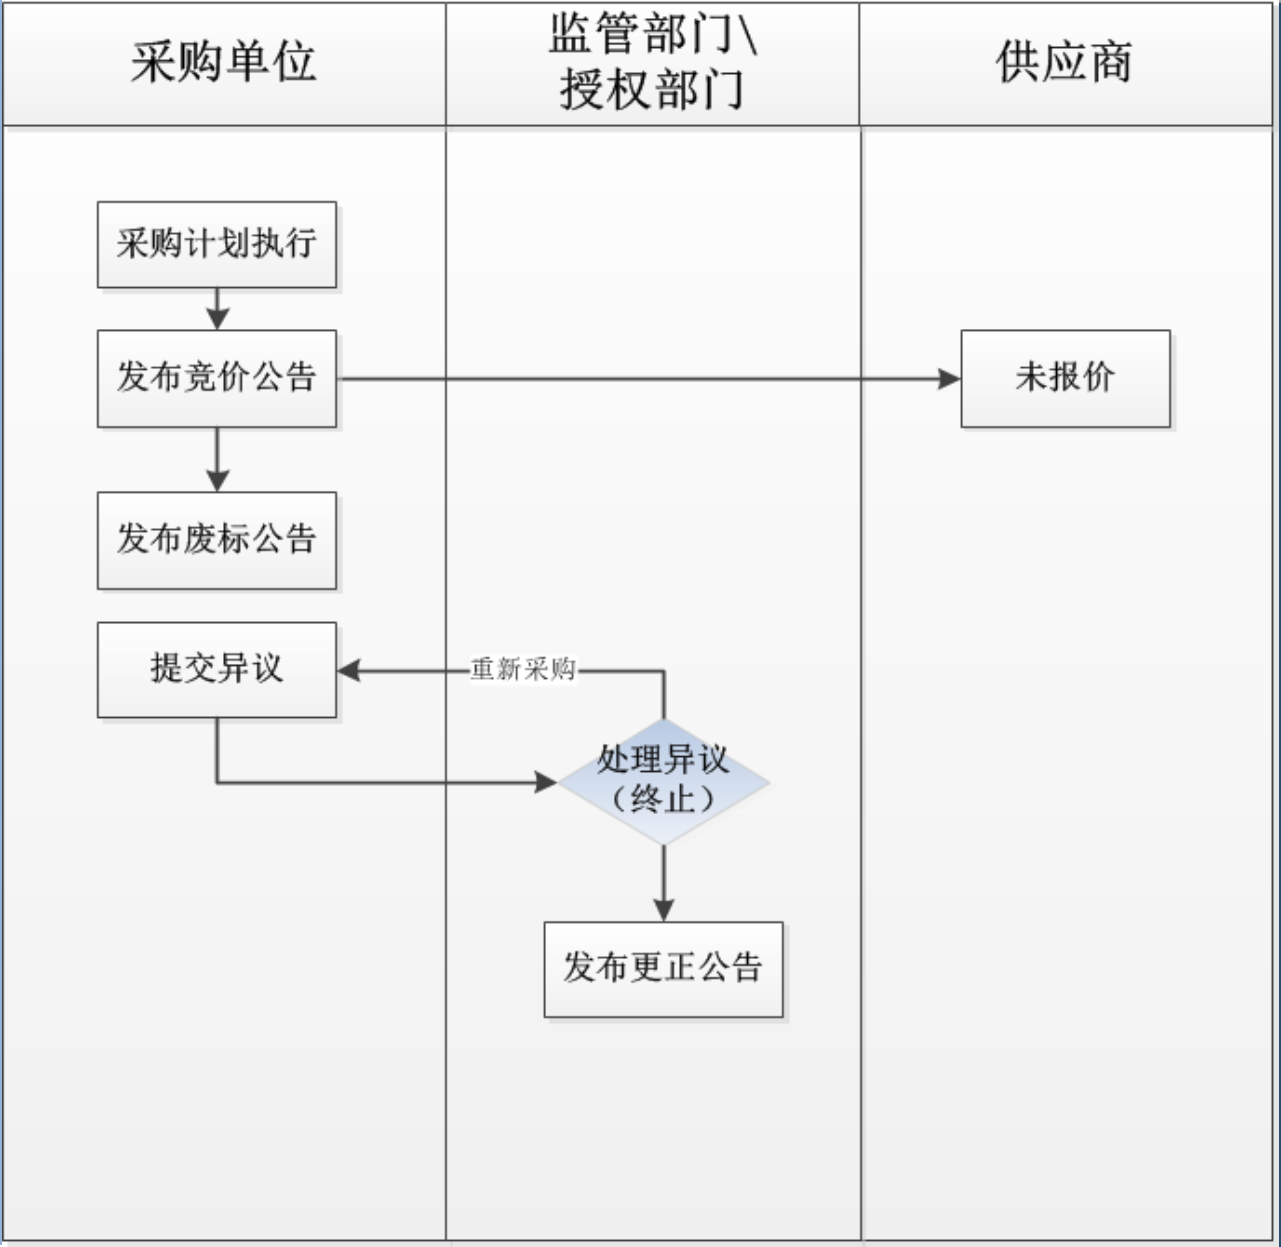 采购单位
监管部门\
授权部门
供应商
采购计划执行
发布竞价公告
未报价
发布废标公告
提交异议
重新采购
处理异议
（终止）
发布更正公告